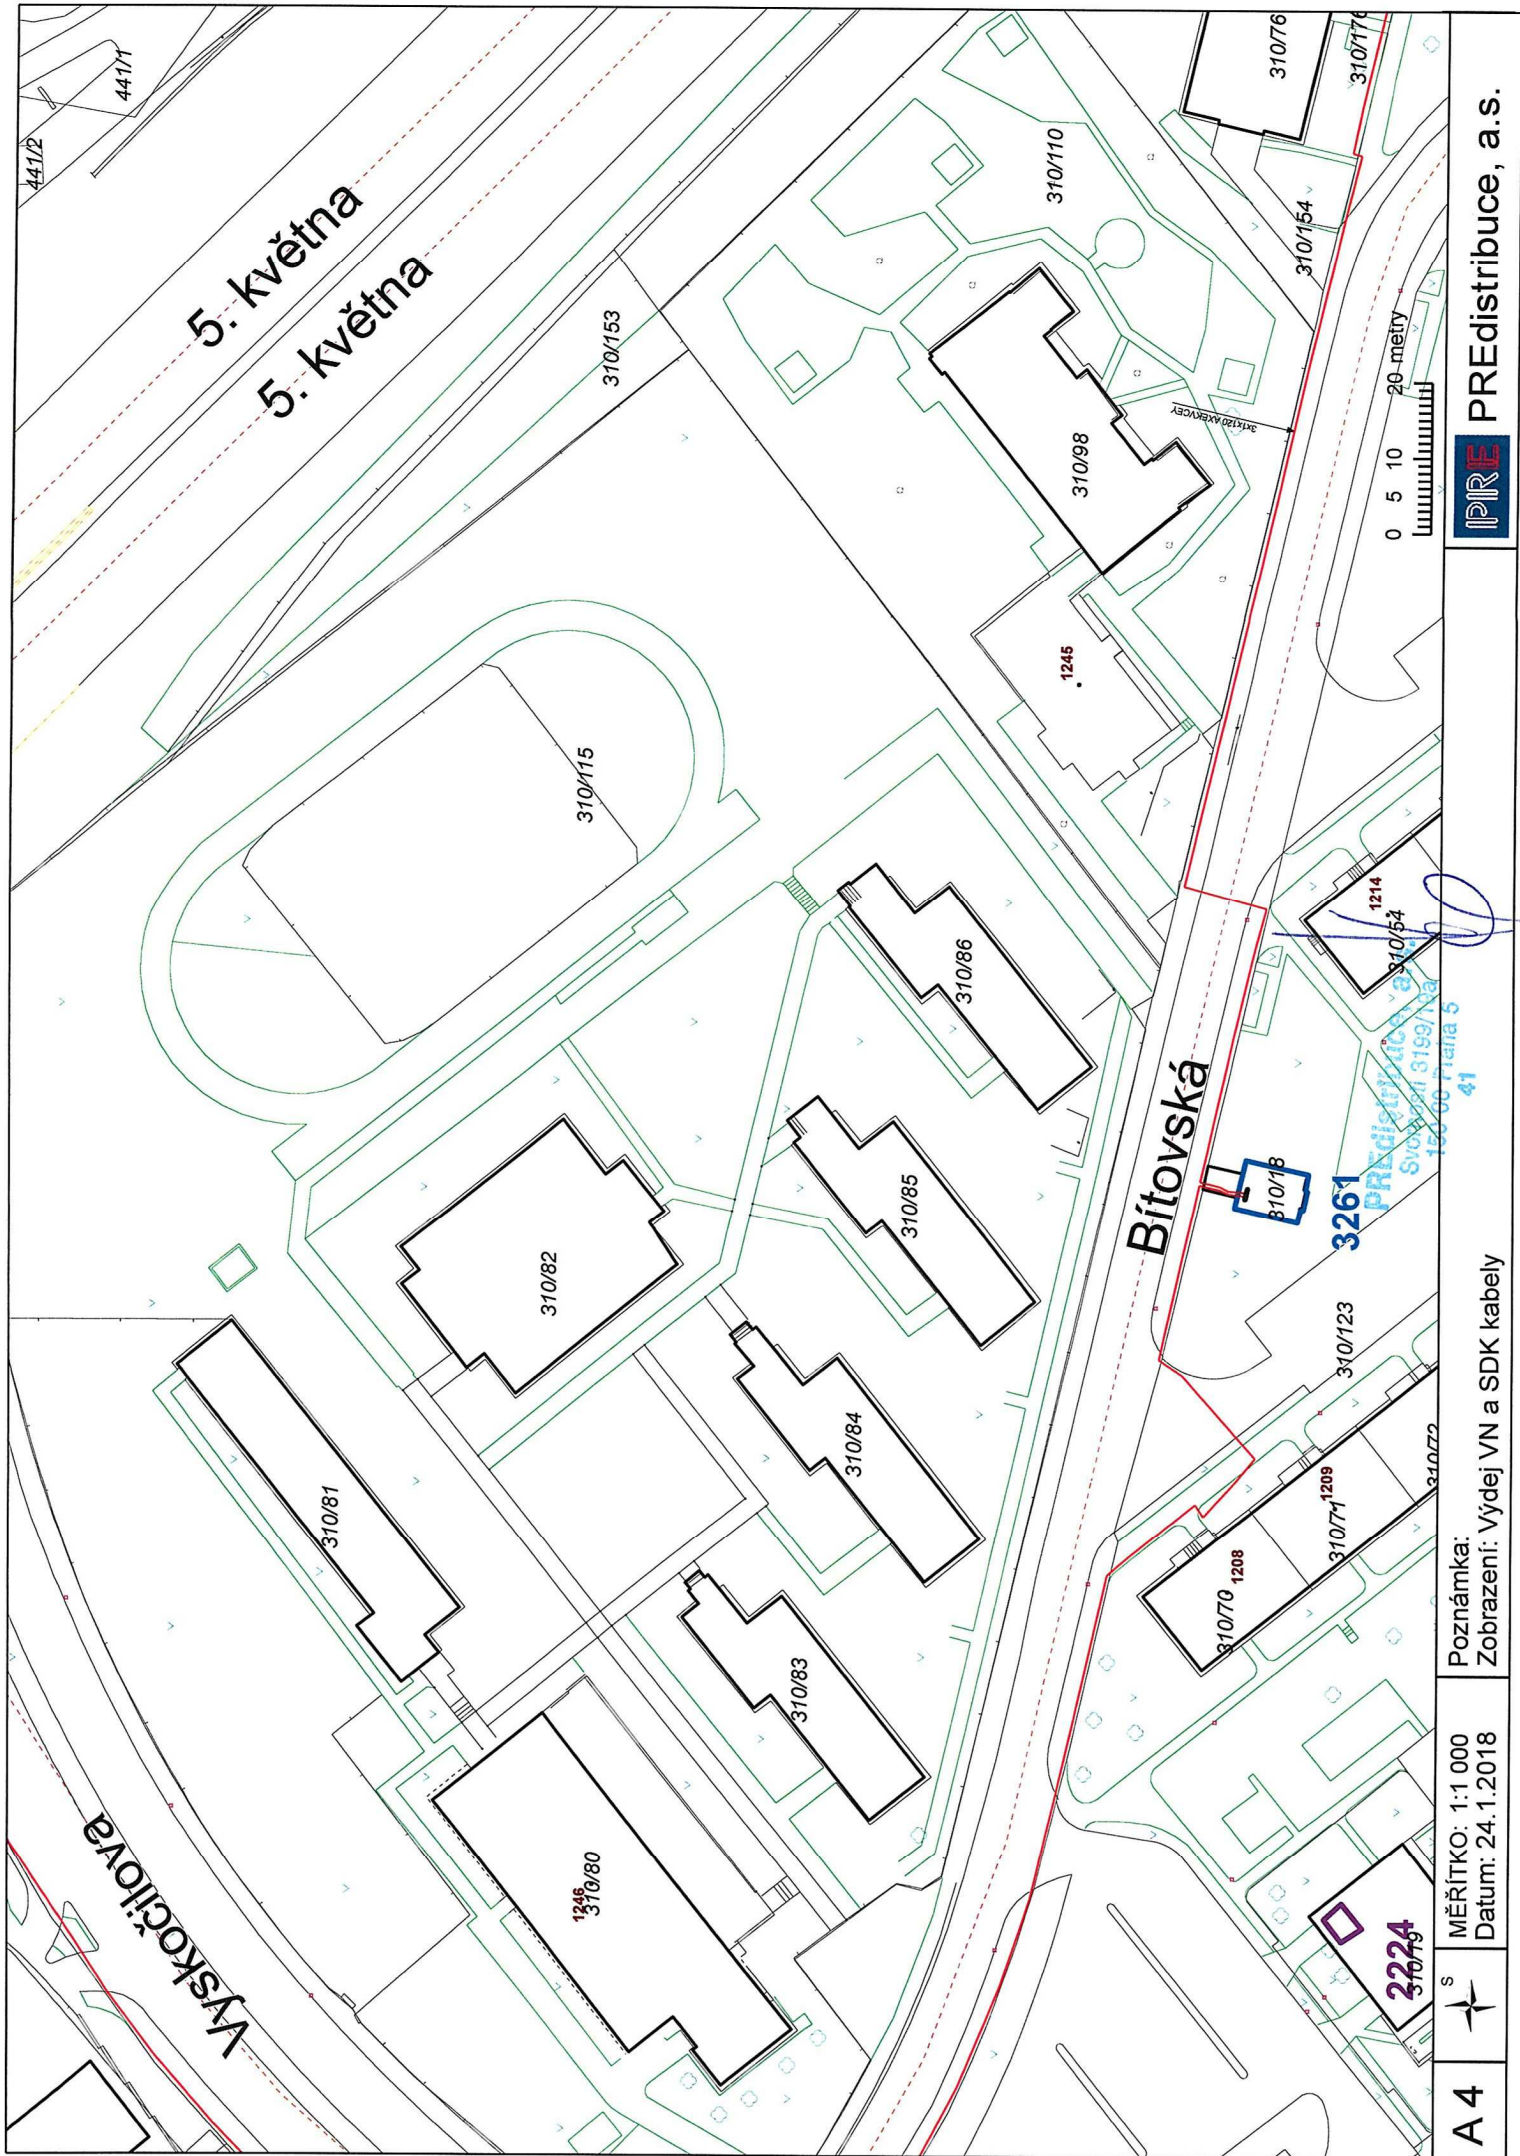 441/2
441/1
5. května
5. května
310/153
310/110
310/76
310/176
310/154
310/98
3x1x120 AXEKVCEY
1245
310/115
310/86
310/85
310/82
310/84
310/81
310/83
1246
310/80
Vyskočilova
Bítovská
1214
310/54
310/18
3261
310/123
1209
310/71
310/72
1208
310/70
2224
310/19
PREdistribuce, a.s.
Svornosti 3199/19a
150 00 Praha 5
41
0 5 10 20 metry
A 4
S
MĚŘÍTKO: 1:1 000
Datum: 24.1.2018
Poznámka:
Zobrazení: Výdej VN a SDK kabely
PRE PREdistribuce, a.s.